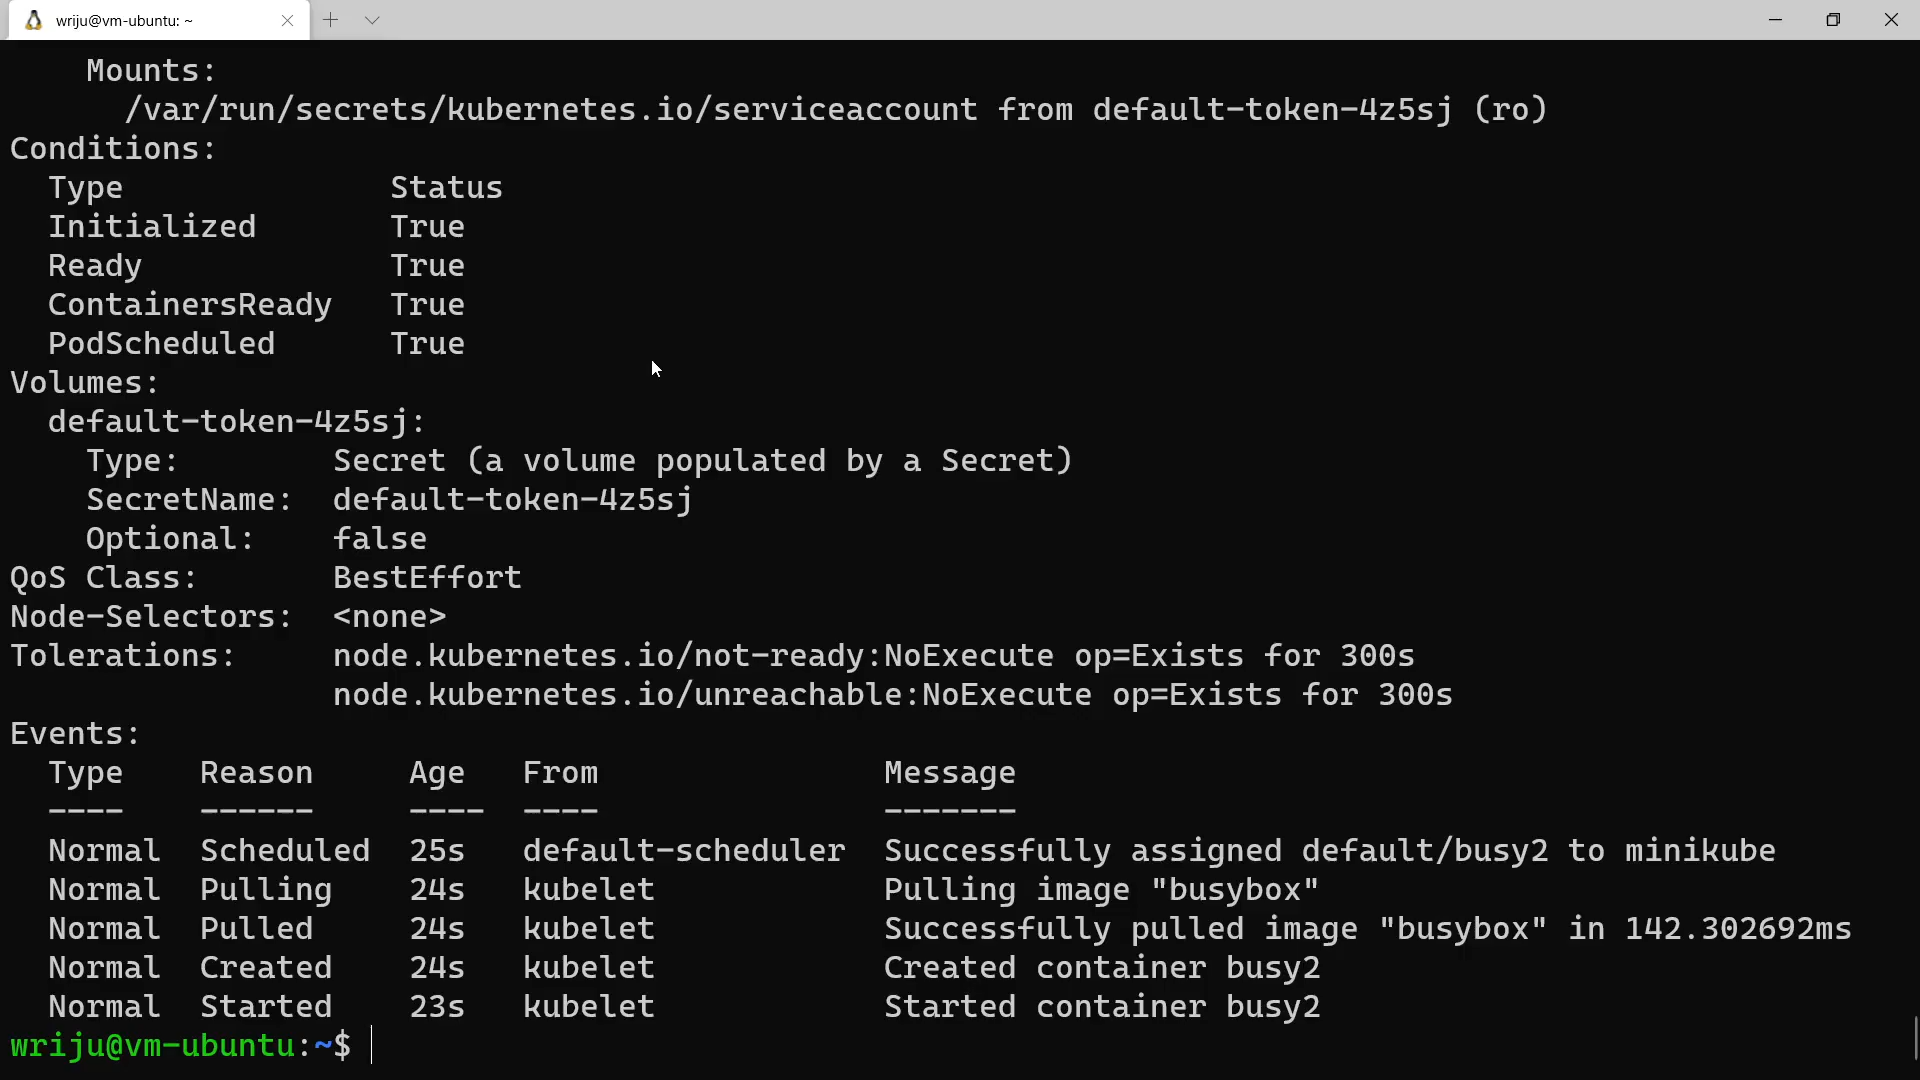 wriju@vm-ubuntu: ~
Mounts:
/var/run/secrets/kubernetes.io/serviceaccount from default-token-4z5sj (ro)
Conditions:
Type Status
Initialized True
Ready True
ContainersReady True
PodScheduled True
Volumes:
default-token-4z5sj:
Type: Secret (a volume populated by a Secret)
SecretName: default-token-4z5sj
Optional: false
QoS Class: BestEffort
Node-Selectors: <none>
Tolerations: node.kubernetes.io/not-ready:NoExecute op=Exists for 300s
node.kubernetes.io/unreachable:NoExecute op=Exists for 300s
Events:
Type Reason Age From Message
---- ------ ---- ---- -------
Normal Scheduled 25s default-scheduler Successfully assigned default/busy2 to minikube
Normal Pulling 24s kubelet Pulling image "busybox"
Normal Pulled 24s kubelet Successfully pulled image "busybox" in 142.302692ms
Normal Created 24s kubelet Created container busy2
Normal Started 23s kubelet Started container busy2
wriju@vm-ubuntu:~$